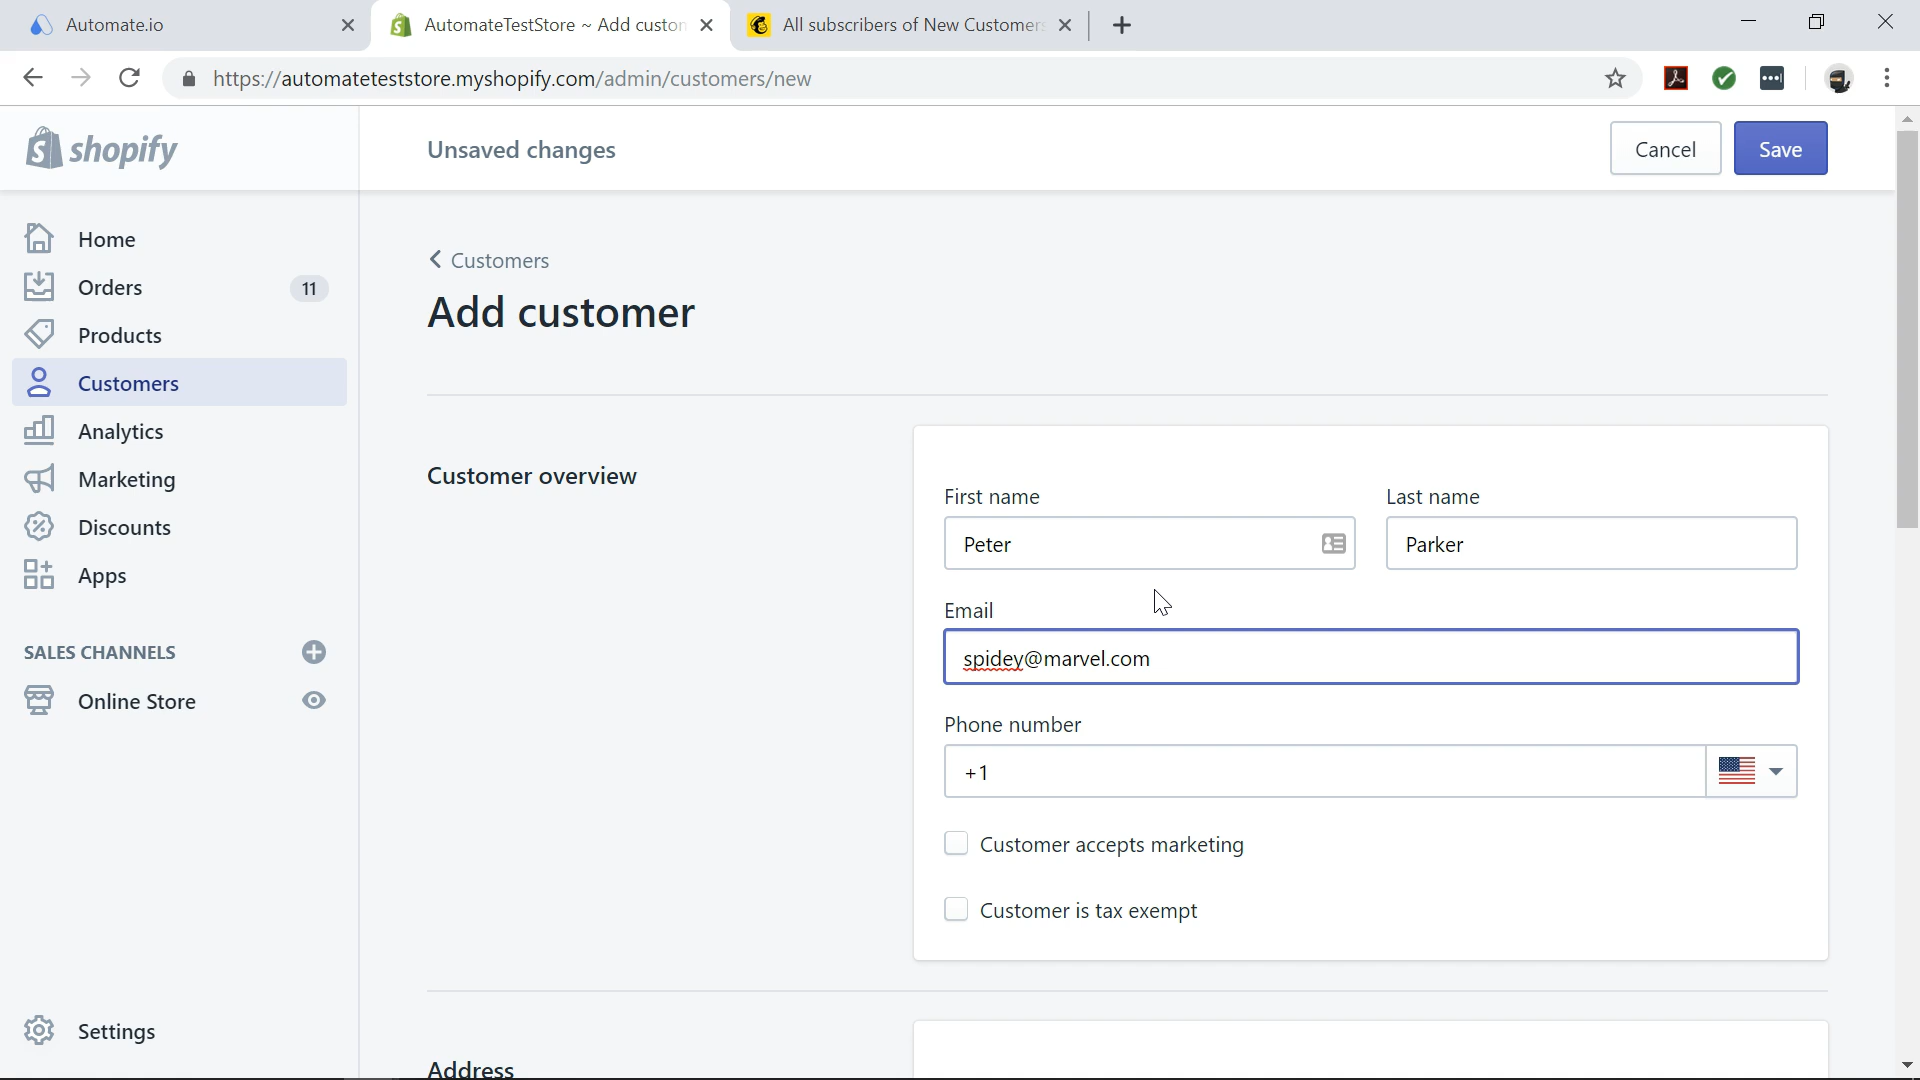 Automate.io
AutomateTestStore ~ Add custon
All subscribers of New Customers
https://automateteststore.myshopify.com/admin/customers/new
shopify
Unsaved changes
Cancel
Save
Home
Orders 11
Products
Customers
Analytics
Marketing
Discounts
Apps
SALES CHANNELS
Online Store
Settings
Customers
Add customer
Customer overview
First name
Last name
Peter
Parker
Email
spidey@marvel.com
Phone number
+1
Customer accepts marketing
Customer is tax exempt
Address